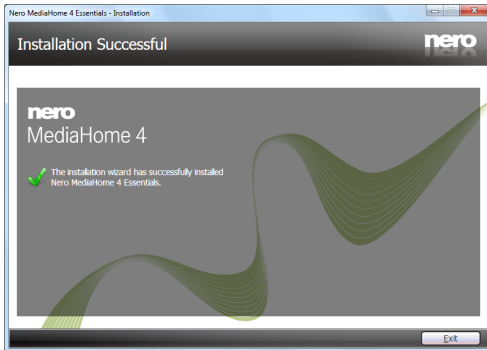 Nero MediaHome 4 Essentials - Installation
Installation Successful
nero
nero
MediaHome 4
The installation wizard has successfully installed
Nero MediaHome 4 Essentials.
Exit